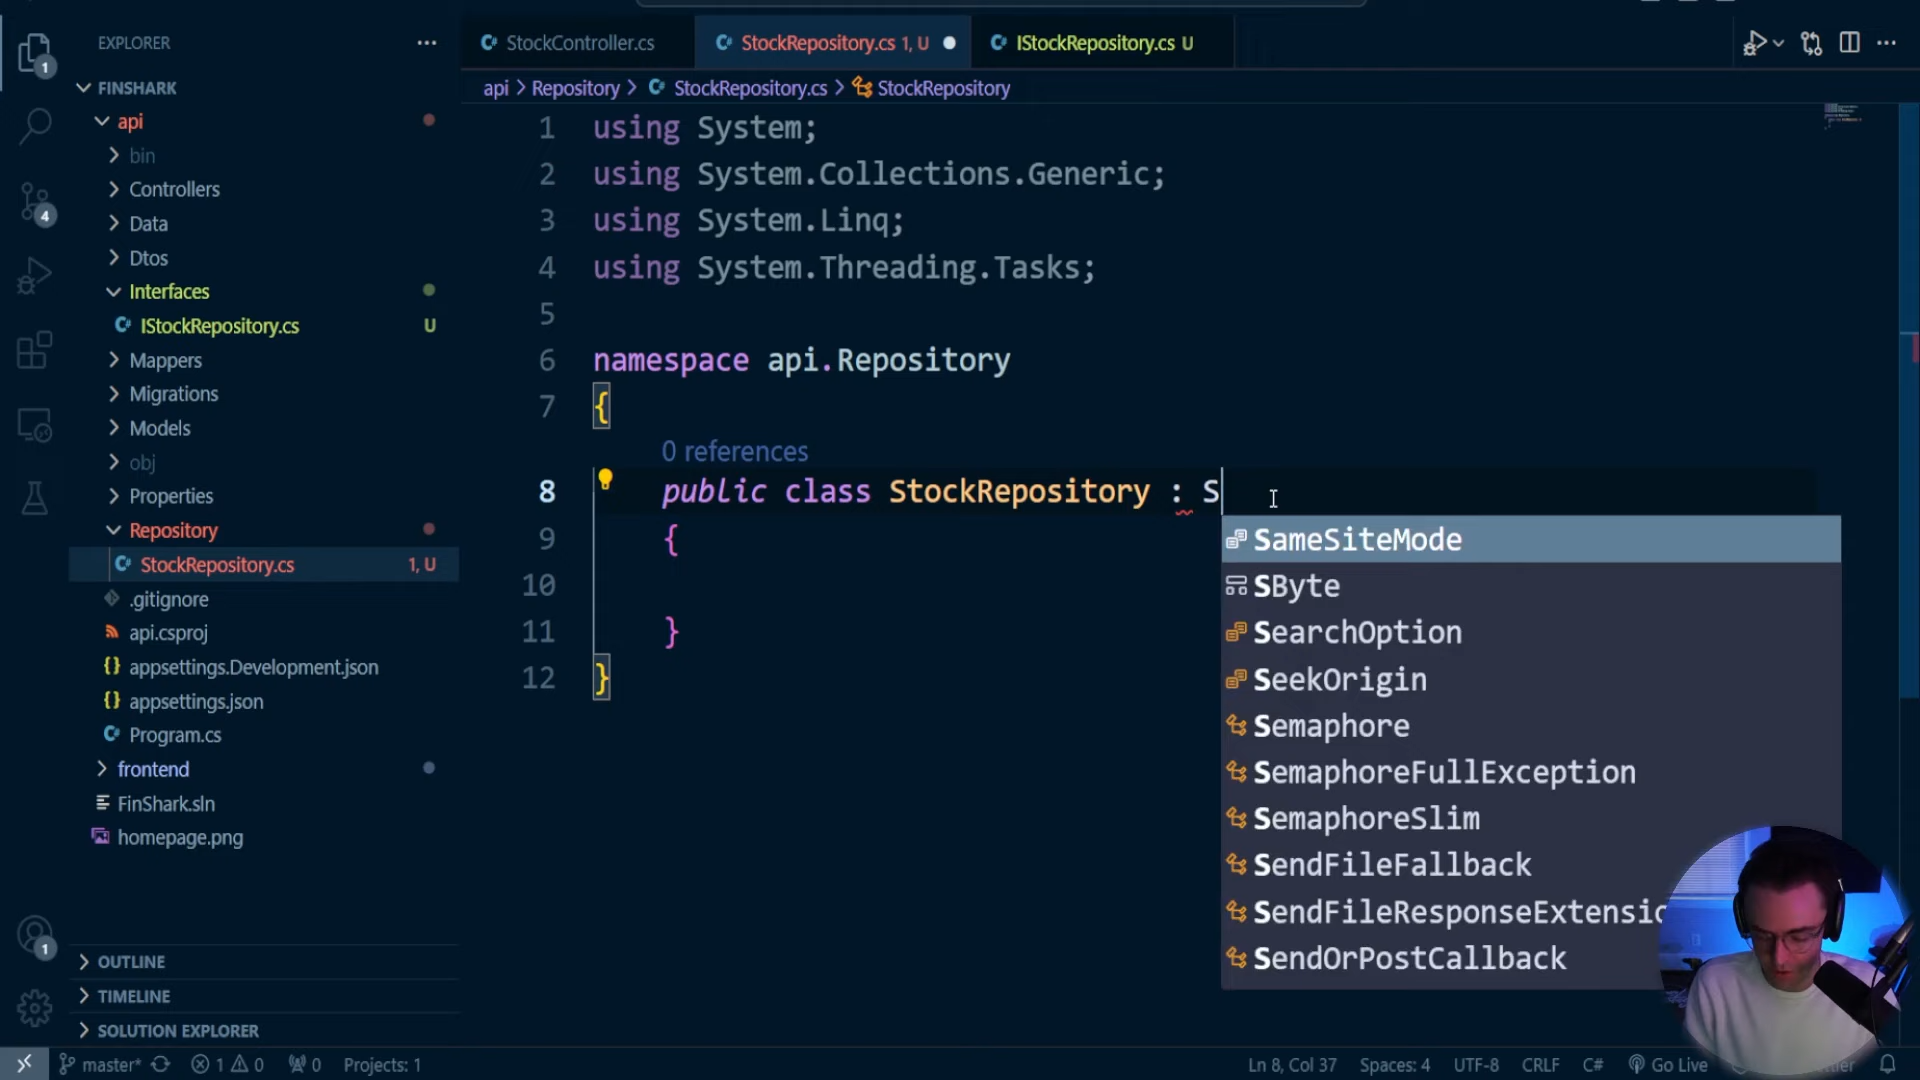 EXPLORER
StockController.cs
StockRepository.cs 1, U
IStockRepository.cs U
FINSHARK
api > Repository > StockRepository.cs > StockRepository
api
bin
Controllers
Data
Dtos
Interfaces
IStockRepository.cs U
Mappers
Migrations
Models
obj
Properties
Repository
StockRepository.cs 1, U
.gitignore
api.csproj
appsettings.Development.json
appsettings.json
Program.cs
frontend
FinShark.sln
homepage.png
OUTLINE
TIMELINE
SOLUTION EXPLORER
1
4
1
1 using System;
2 using System.Collections.Generic;
3 using System.Linq;
4 using System.Threading.Tasks;
5
6 namespace api.Repository
7 {
0 references
8 public class StockRepository : S
9 {
10
11 }
12 }
SameSiteMode
SByte
SearchOption
SeekOrigin
Semaphore
SemaphoreFullException
SemaphoreSlim
SendFileFallback
SendFileResponseExtensio
SendOrPostCallback
master* 1 0 0 Projects: 1
Ln 8, Col 37 Spaces: 4 UTF-8 CRLF C# Go Live